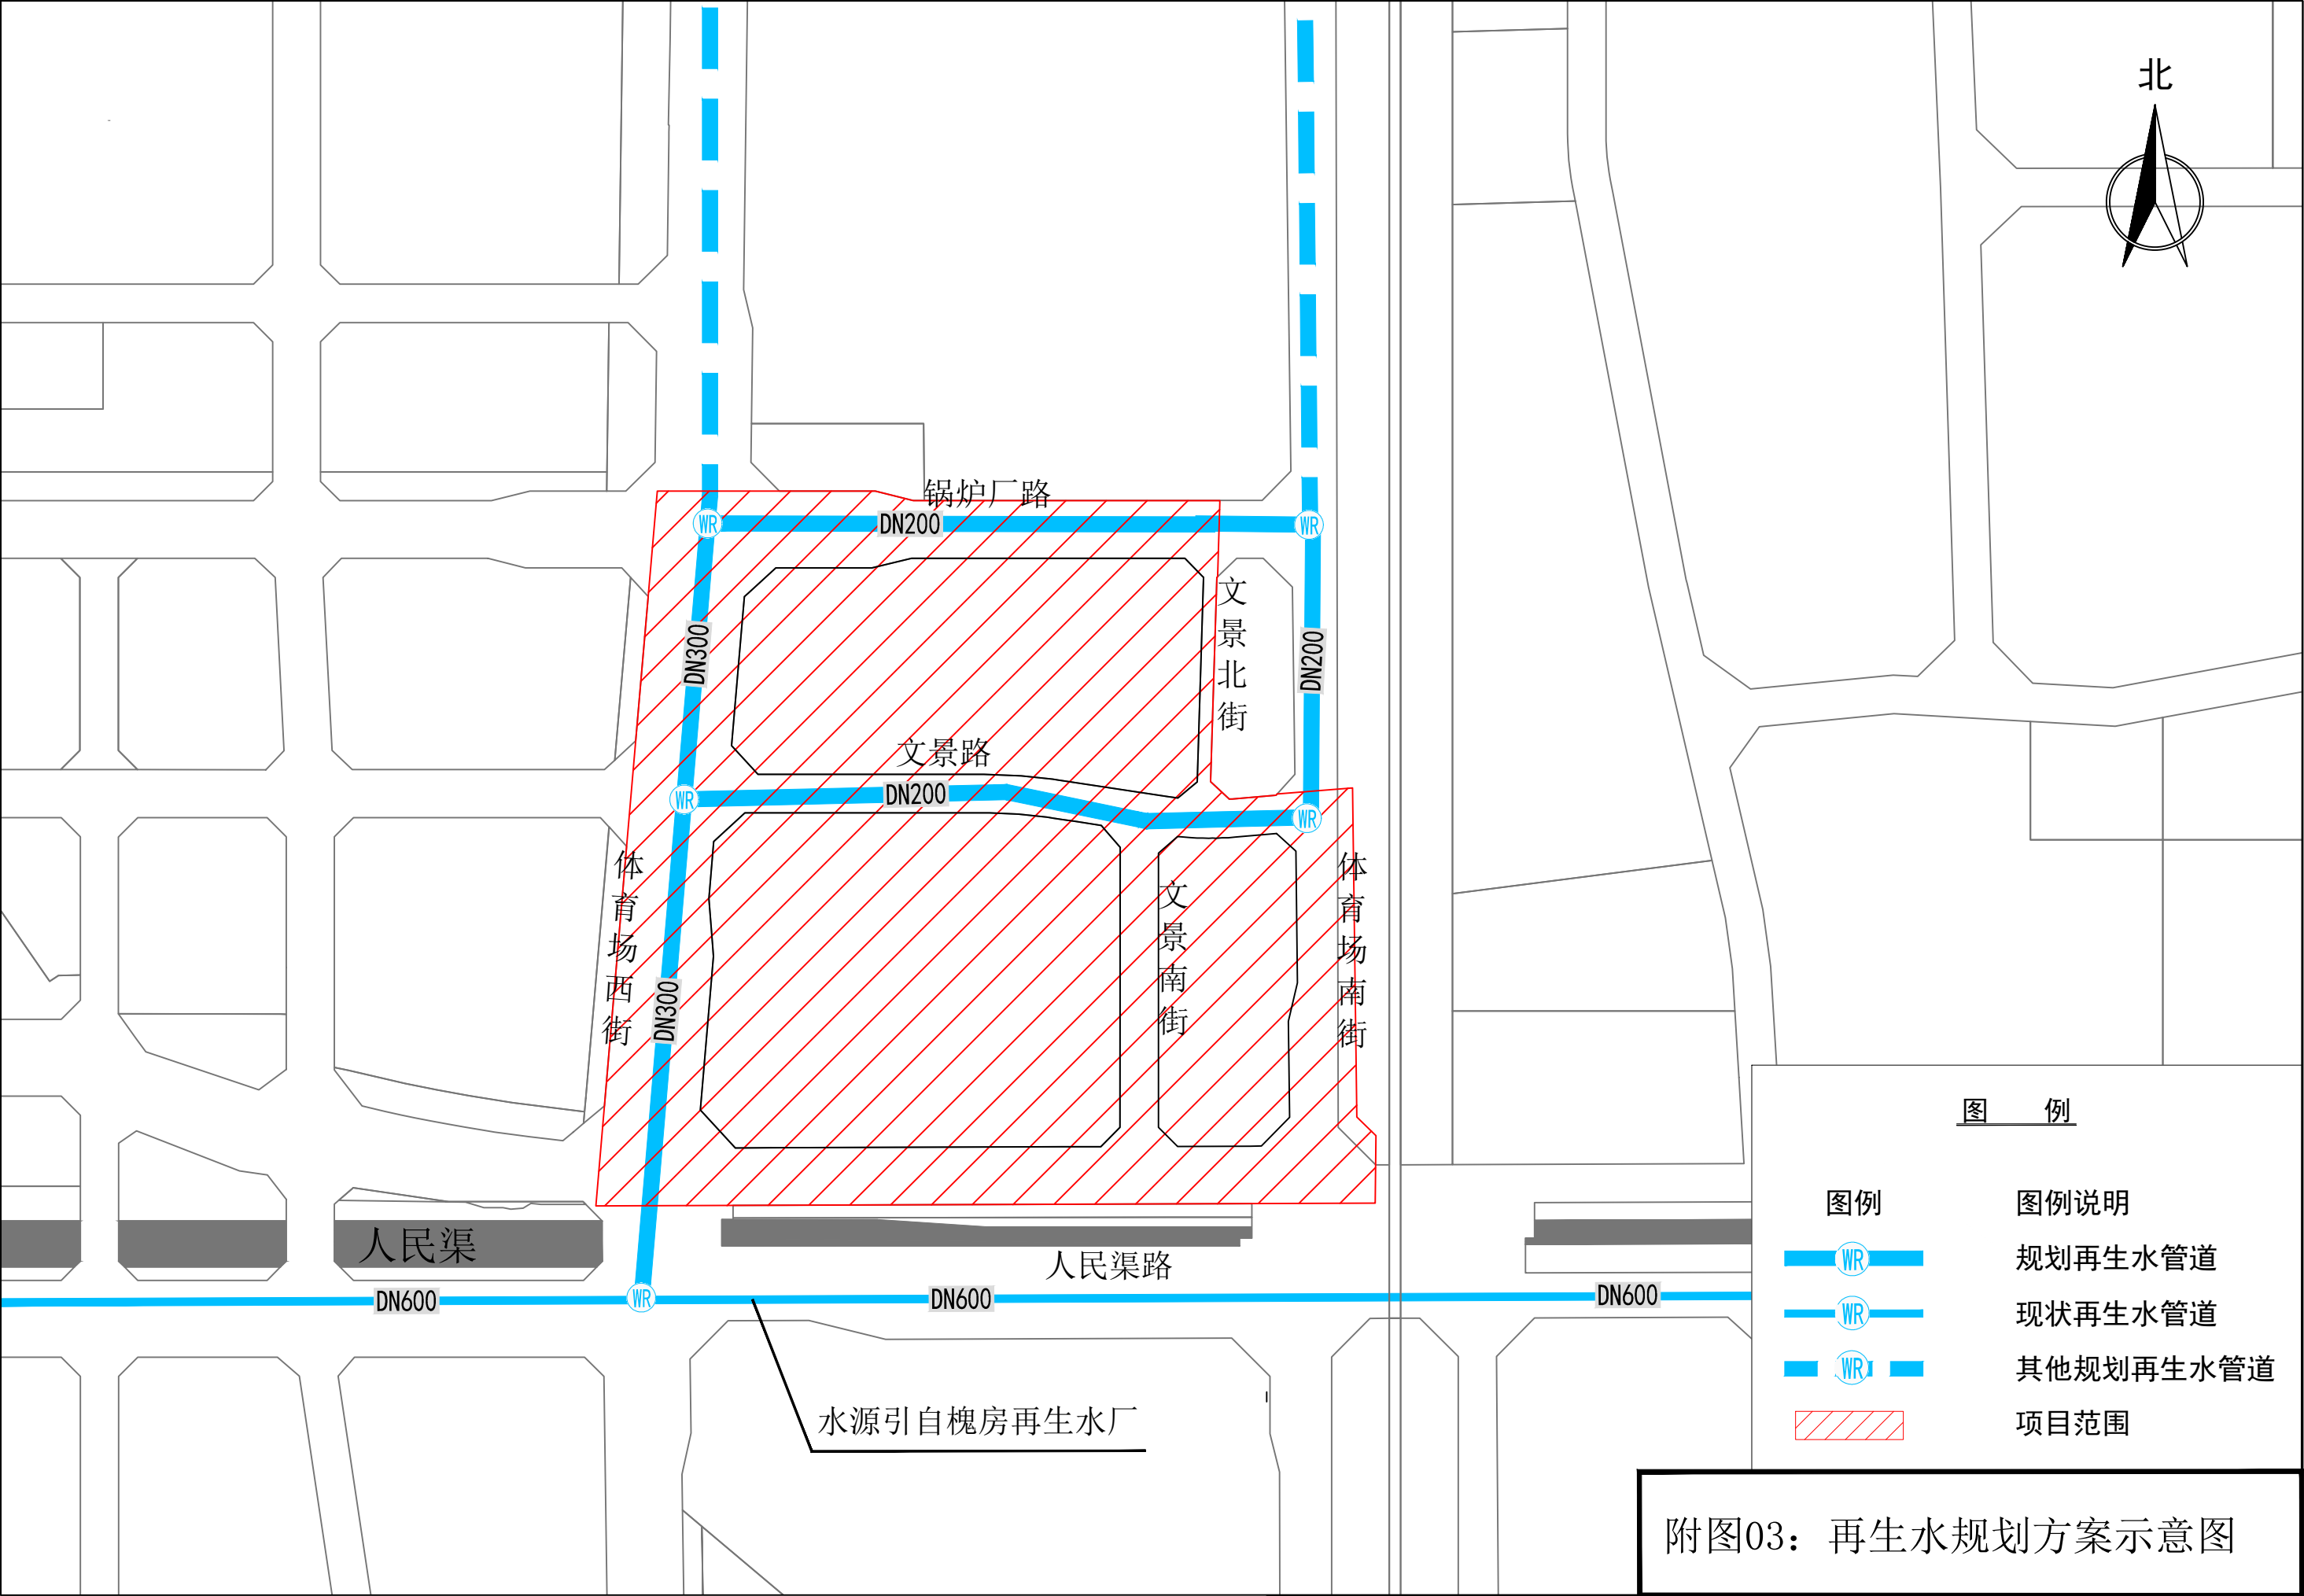 北
锅炉厂路
WR
DN200
WR
文景北街
DN300
DN200
文景路
WR
DN200
WR
体育场西街
文景南街
体育场南街
DN300
人民渠
人民渠路
WR
DN600
DN600
DN600
水源引自槐房再生水厂
图 例
图例 图例说明
WR 规划再生水管道
WR 现状再生水管道
WR 其他规划再生水管道
项目范围
附图03：再生水规划方案示意图